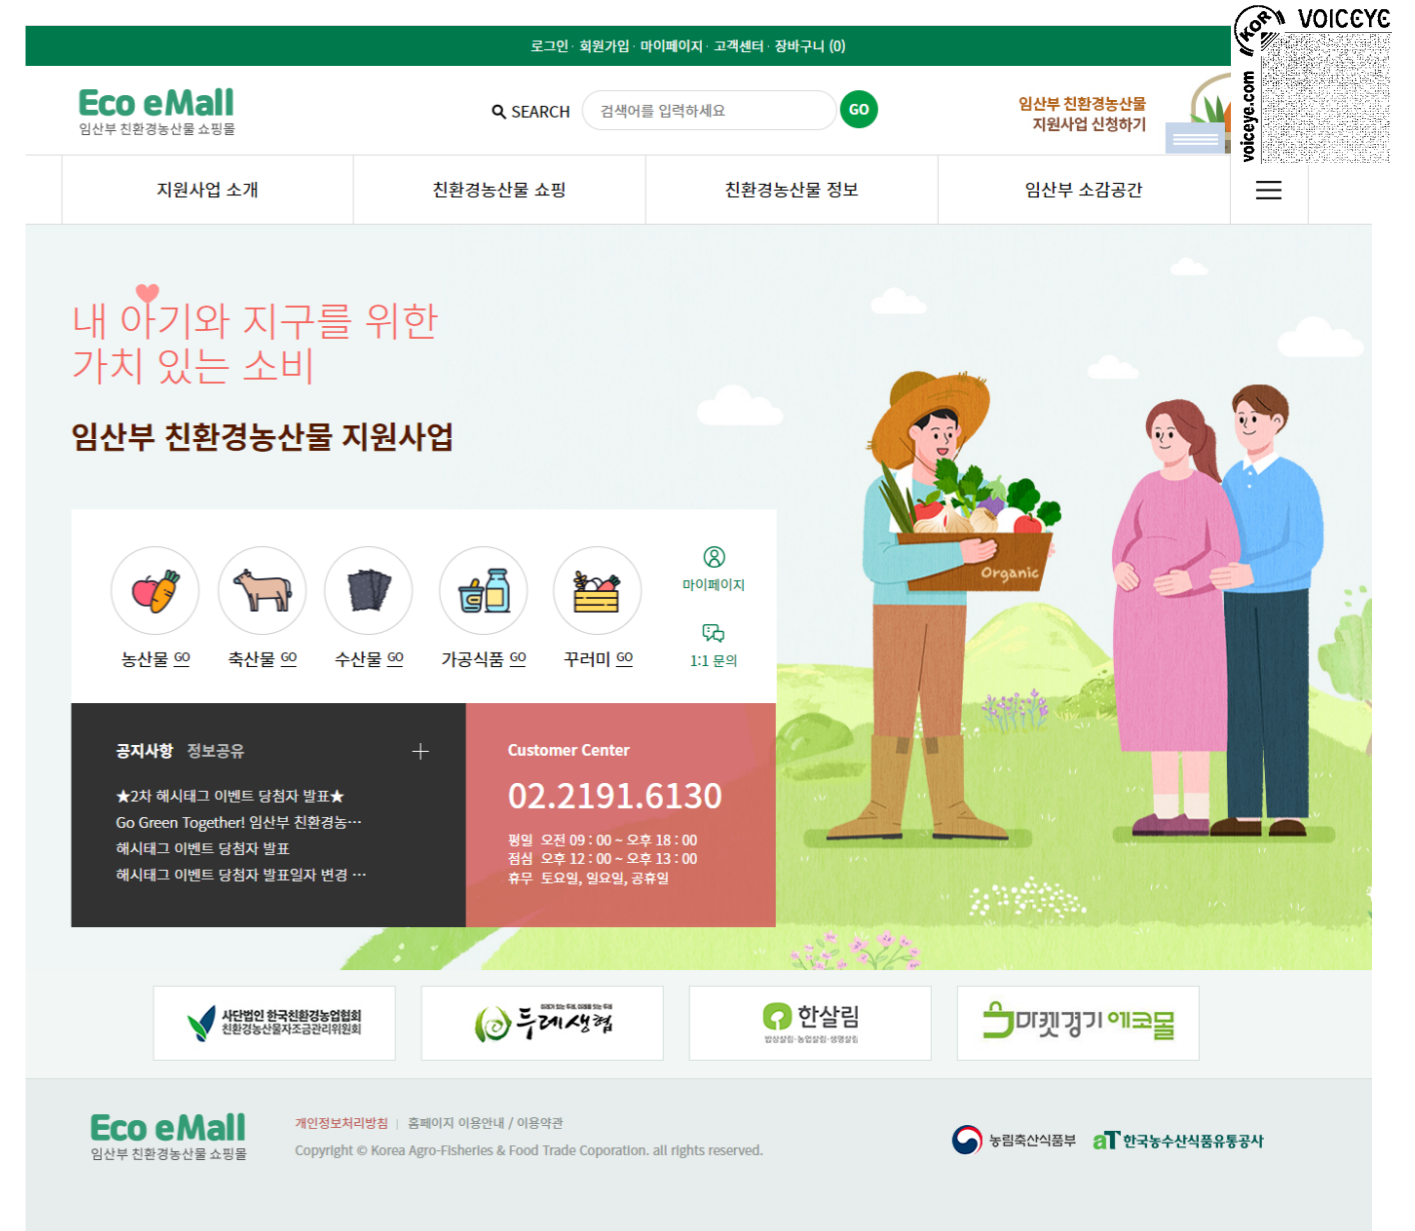 VOICEYE
KOR
voiceye.com
로그인 · 회원가입 · 마이페이지 · 고객센터 · 장바구니 (0)
Eco eMall
임산부 친환경농산물 쇼핑몰
SEARCH
검색어를 입력하세요
GO
임산부 친환경농산물
지원사업 신청하기
지원사업 소개
친환경농산물 쇼핑
친환경농산물 정보
임산부 소감공간
내 아기와 지구를 위한
가치 있는 소비
임산부 친환경농산물 지원사업
Organic
마이페이지
농산물 GO
축산물 GO
수산물 GO
가공식품 GO
꾸러미 GO
1:1 문의
공지사항 정보공유
★2차 해시태그 이벤트 당첨자 발표★
Go Green Together! 임산부 친환경농…
해시태그 이벤트 당첨자 발표
해시태그 이벤트 당첨자 발표일자 변경 …
Customer Center
02.2191.6130
평일 오전 09 : 00 ~ 오후 18 : 00
점심 오후 12 : 00 ~ 오후 13 : 00
휴무 토요일, 일요일, 공휴일
사단법인 한국친환경농업협회
친환경농산물자조금관리위원회
두레생협
한살림
밥상살림·농업살림·생명살림
마켓경기 에코몰
Eco eMall
임산부 친환경농산물 쇼핑몰
개인정보처리방침 | 홈페이지 이용안내 / 이용약관
Copyright © Korea Agro-Fisheries & Food Trade Coporation. all rights reserved.
농림축산식품부
aT 한국농수산식품유통공사